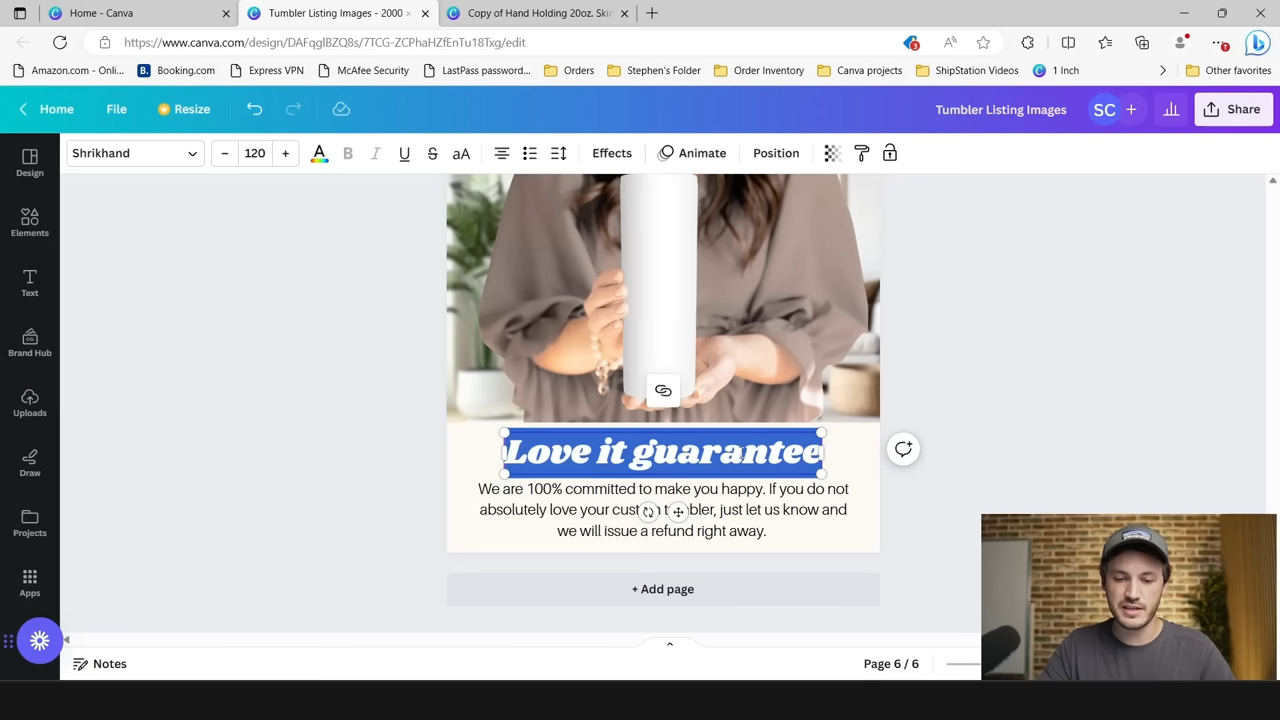 Home - Canva
Tumbler Listing Images - 2000 ×
Copy of Hand Holding 20oz. Ski
https://www.canva.com/design/DAFqglBZQ8s/7TCG-ZCPhaHZfEnTu18Txg/edit
3
Amazon.com - Onli...
Booking.com
Express VPN
McAfee Security
LastPass password...
Orders
Stephen's Folder
Order Inventory
Canva projects
ShipStation Videos
1 Inch
Other favorites
Home
File
Resize
Tumbler Listing Images
SC
Share
Shrikhand
120
Effects
Animate
Position
Design
Elements
Text
Brand Hub
Uploads
Draw
Projects
Apps
Love it guarantee
We are 100% committed to make you happy. If you do not
absolutely love your custom tumbler, just let us know and
we will issue a refund right away.
+ Add page
Notes
Page 6 / 6